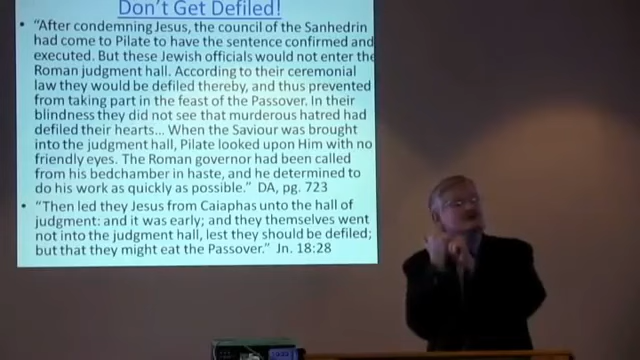 Don't Get Defiled!
• "After condemning Jesus, the council of the Sanhedrin
had come to Pilate to have the sentence confirmed and
executed. But these Jewish officials would not enter the
Roman judgment hall. According to their ceremonial
law they would be defiled thereby, and thus prevented
from taking part in the feast of the Passover. In their
blindness they did not see that murderous hatred had
defiled their hearts... When the Saviour was brought
into the judgment hall, Pilate looked upon Him with no
friendly eyes. The Roman governor had been called
from his bedchamber in haste, and he determined to
do his work as quickly as possible." DA, pg. 723
• "Then led they Jesus from Caiaphas unto the hall of
judgment: and it was early; and they themselves went
not into the judgment hall, lest they should be defiled;
but that they might eat the Passover." Jn. 18:28